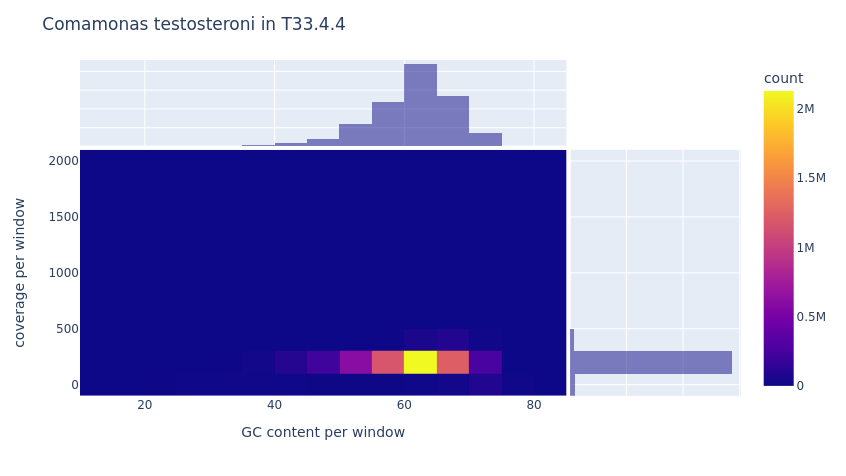 Comamonas testosteroni in T33.4.4
count
2M
1.5M
1M
0.5M
0
2000
1500
1000
500
0
coverage per window
20 40 60 80
GC content per window